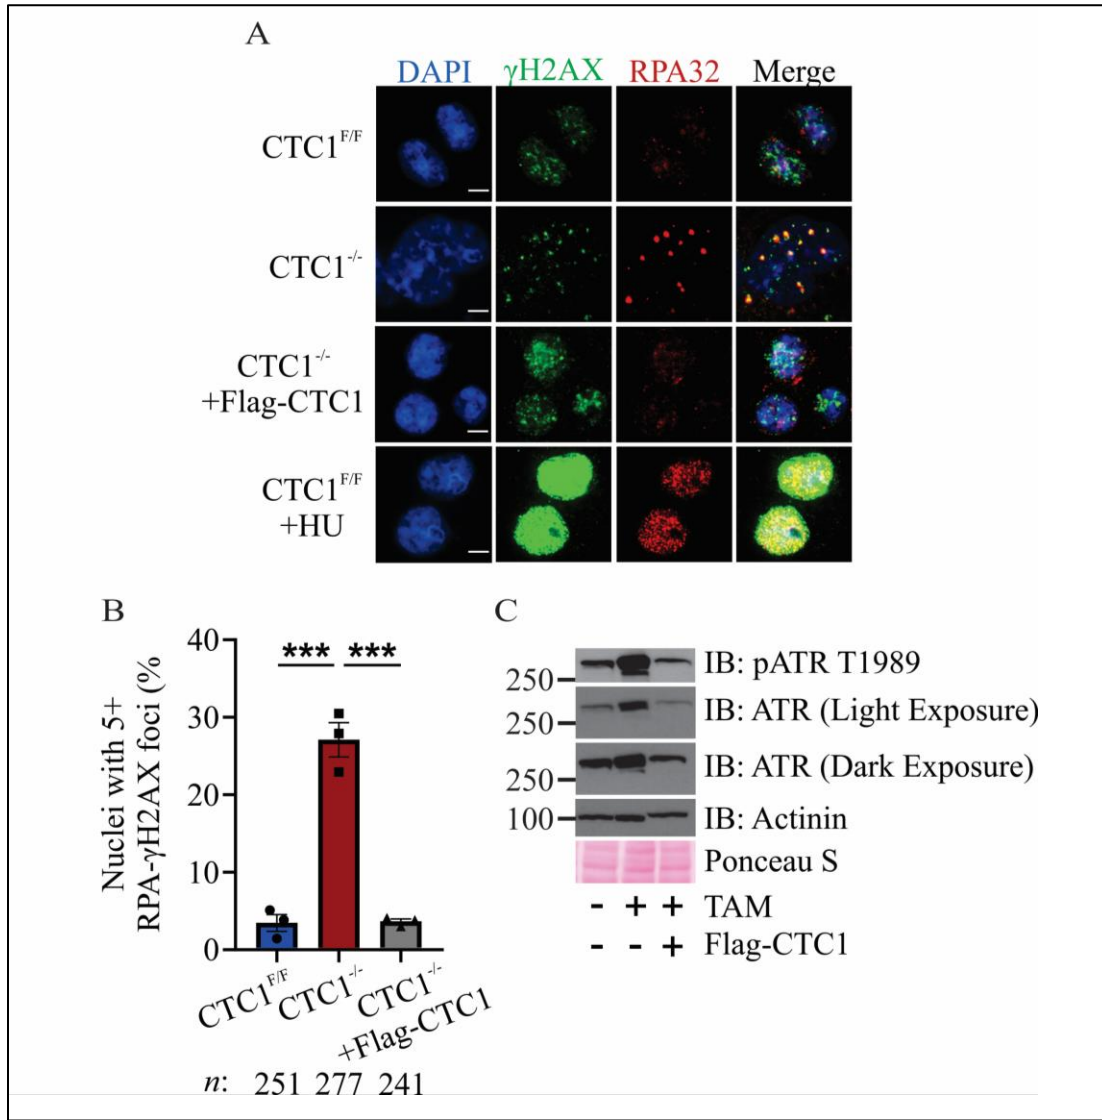 A
DAPI γH2AX RPA32 Merge
CTC1F/F
CTC1-/-
CTC1-/-
+Flag-CTC1
CTC1F/F
+HU
B
Nuclei with 5+
RPA-γH2AX foci (%
40
30
20
10
0
*** ***
CTC1F/F
CTC1-/-
CTC1-/-
+Flag-CTC1
n: 251 277 241
C
250 IB: pATR T1989
250 IB: ATR (Light Exposure)
250 IB: ATR (Dark Exposure)
100 IB: Actinin
Ponceau S
- + + TAM
- - + Flag-CTC1